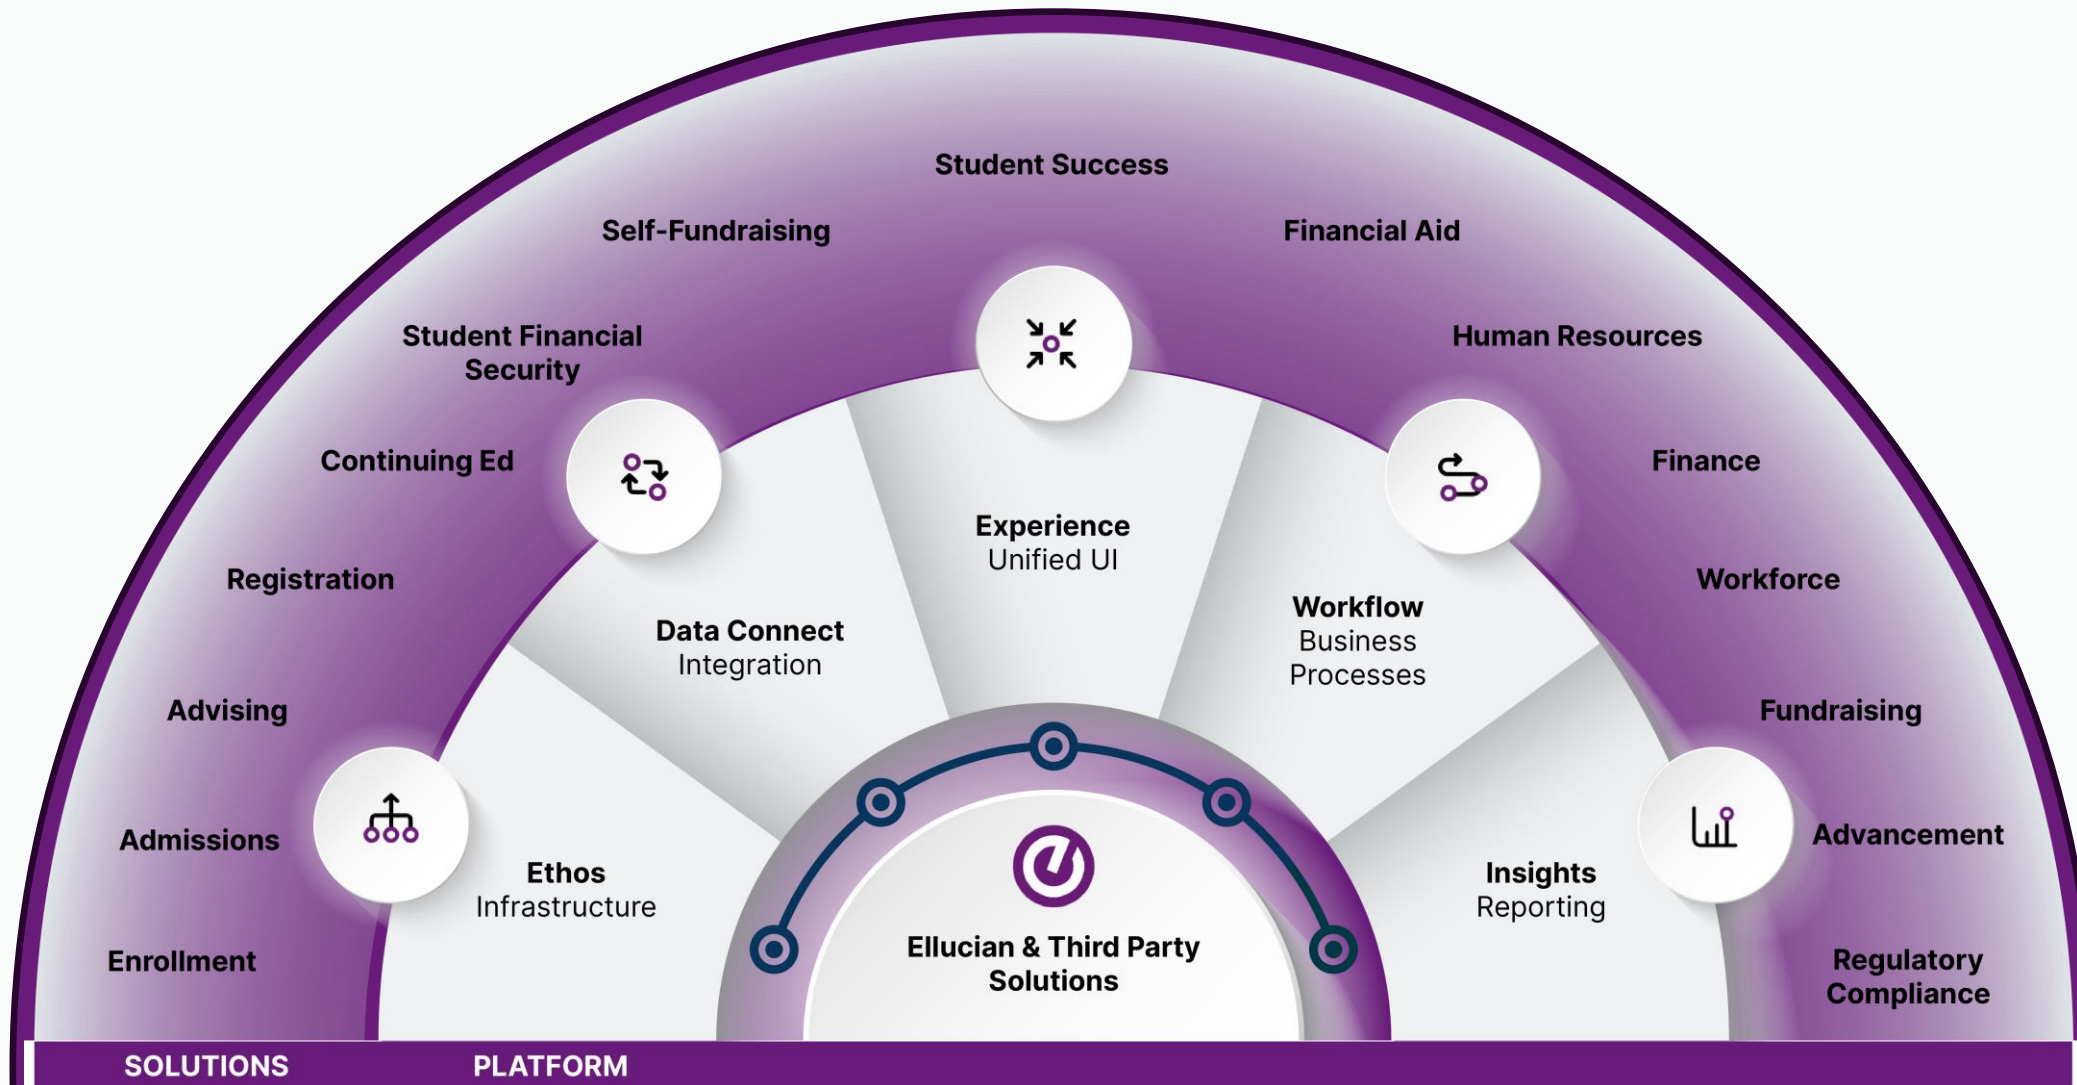 Student Success
Self-Fundraising
Financial Aid
Student Financial
Security
Human Resources
Continuing Ed
Finance
Experience
Unified UI
Registration
Workforce
Workflow
Business
Processes
Data Connect
Integration
Advising
Fundraising
Admissions
Advancement
Ethos
Infrastructure
Insights
Reporting
Enrollment
Ellucian & Third Party
Solutions
Regulatory
Compliance
SOLUTIONS
PLATFORM